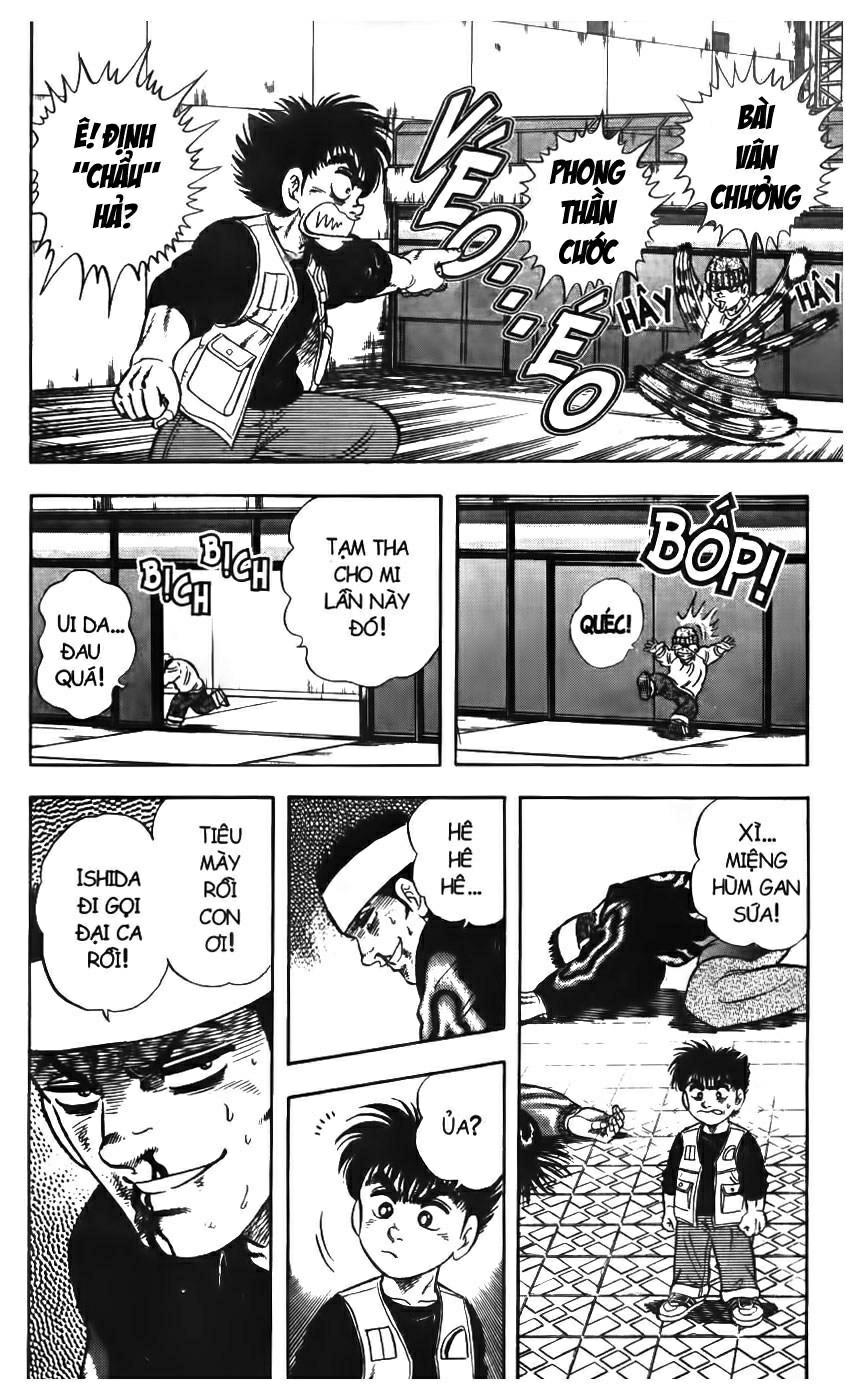 BÀI
VÂN
CHƯỞNG
PHONG
THẦN
CƯỚC
HÂY
HÂY
VÉO...
ÉO
Ê! ĐỊNH
"CHẨU"
HẢ?
BỐP!
QUÉC!
TẠM THA
CHO MI
LẦN NÀY
ĐÓ!
BỊCH
BỊCH
UI DA...
ĐAU
QUÁ!
XÌ...
MIỆNG
HÙM GAN
SỨA!
HÊ
HÊ
HÊ...
ỦA?
TIÊU
MÀY
RỒI
CON
ƠI!
ISHIDA
ĐI GỌI
ĐẠI CA
RỒI!